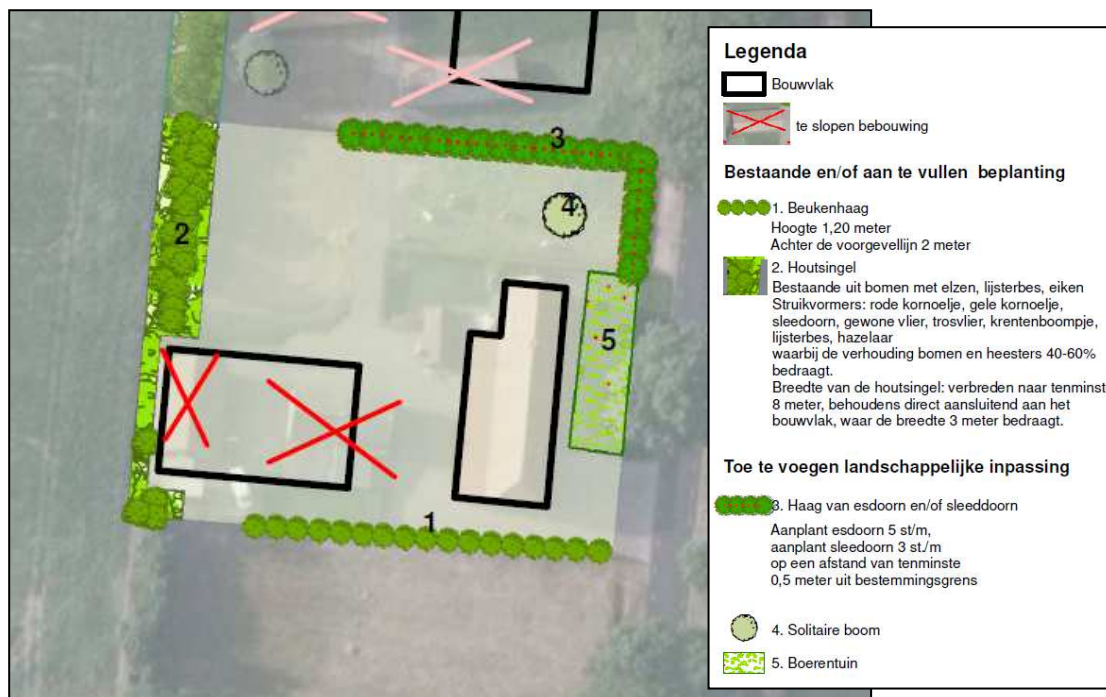 3
4
2
5
1
Legenda
Bouwvlak
te slopen bebouwing
Bestaande en/of aan te vullen beplanting
1. Beukenhaag
Hoogte 1,20 meter
Achter de voorgevellijn 2 meter
2. Houtsingel
Bestaande uit bomen met elzen, lijsterbes, eiken
Struikvormers: rode kornoelje, gele kornoelje,
sleedoorn, gewone vlier, trosvlier, krentenboompje,
lijsterbes, hazelaar
waarbij de verhouding bomen en heesters 40-60%
bedraagt.
Breedte van de houtsingel: verbreden naar tenminst
8 meter, behoudens direct aansluitend aan het
bouwvlak, waar de breedte 3 meter bedraagt.
Toe te voegen landschappelijke inpassing
3. Haag van esdoorn en/of sleeddoorn
Aanplant esdoorn 5 st/m,
aanplant sleedoorn 3 st./m
op een afstand van tenminste
0,5 meter uit bestemmingsgrens
4. Solitaire boom
5. Boerentuin